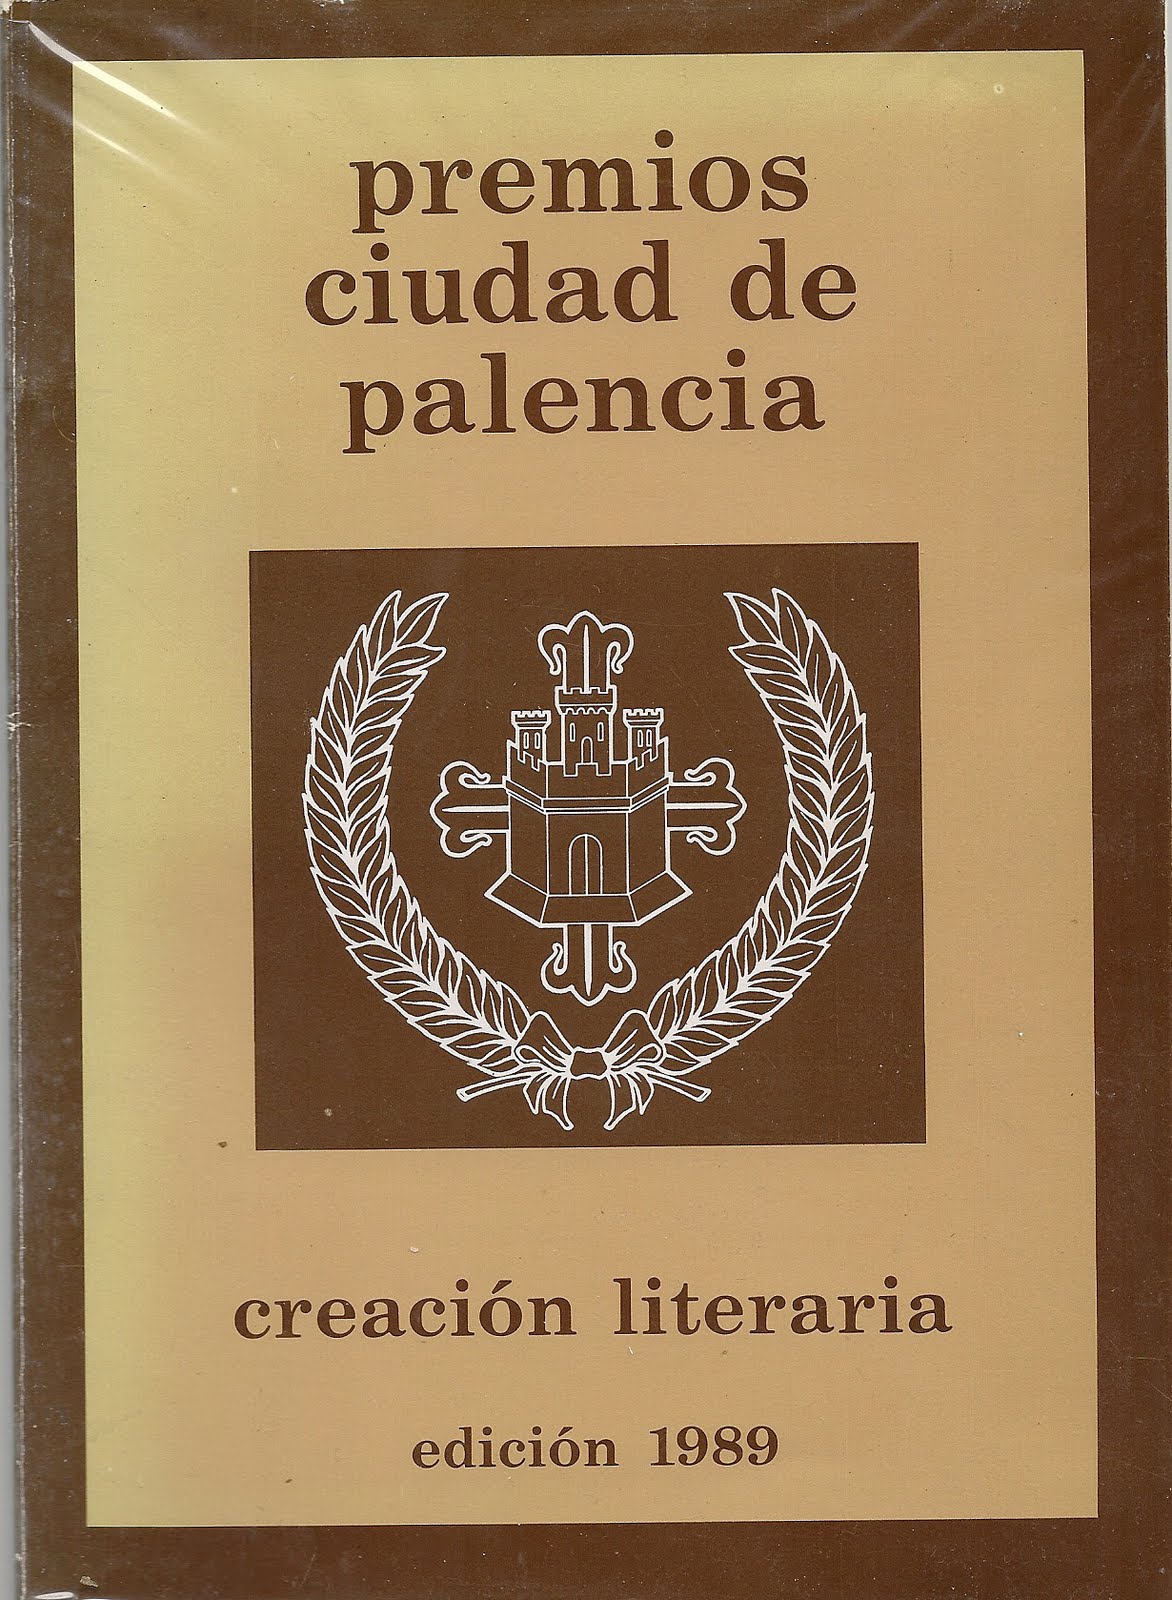 premios
ciudad de
palencia
creación literaria
edición 1989